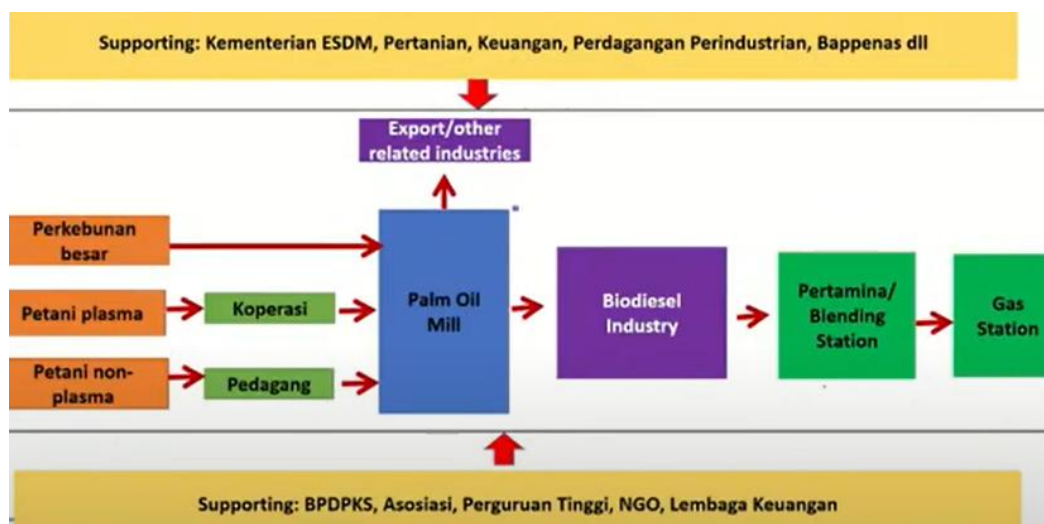 Supporting: Kementerian ESDM, Pertanian, Keuangan, Perdagangan Perindustrian, Bappenas dll
Export/other
related industries
Perkebunan
besar
Petani plasma
Koperasi
Petani non-
plasma
Pedagang
Palm Oil
Mill
Biodiesel
Industry
Pertamina/
Blending
Station
Gas
Station
Supporting: BPDPKS, Asosiasi, Perguruan Tinggi, NGO, Lembaga Keuangan